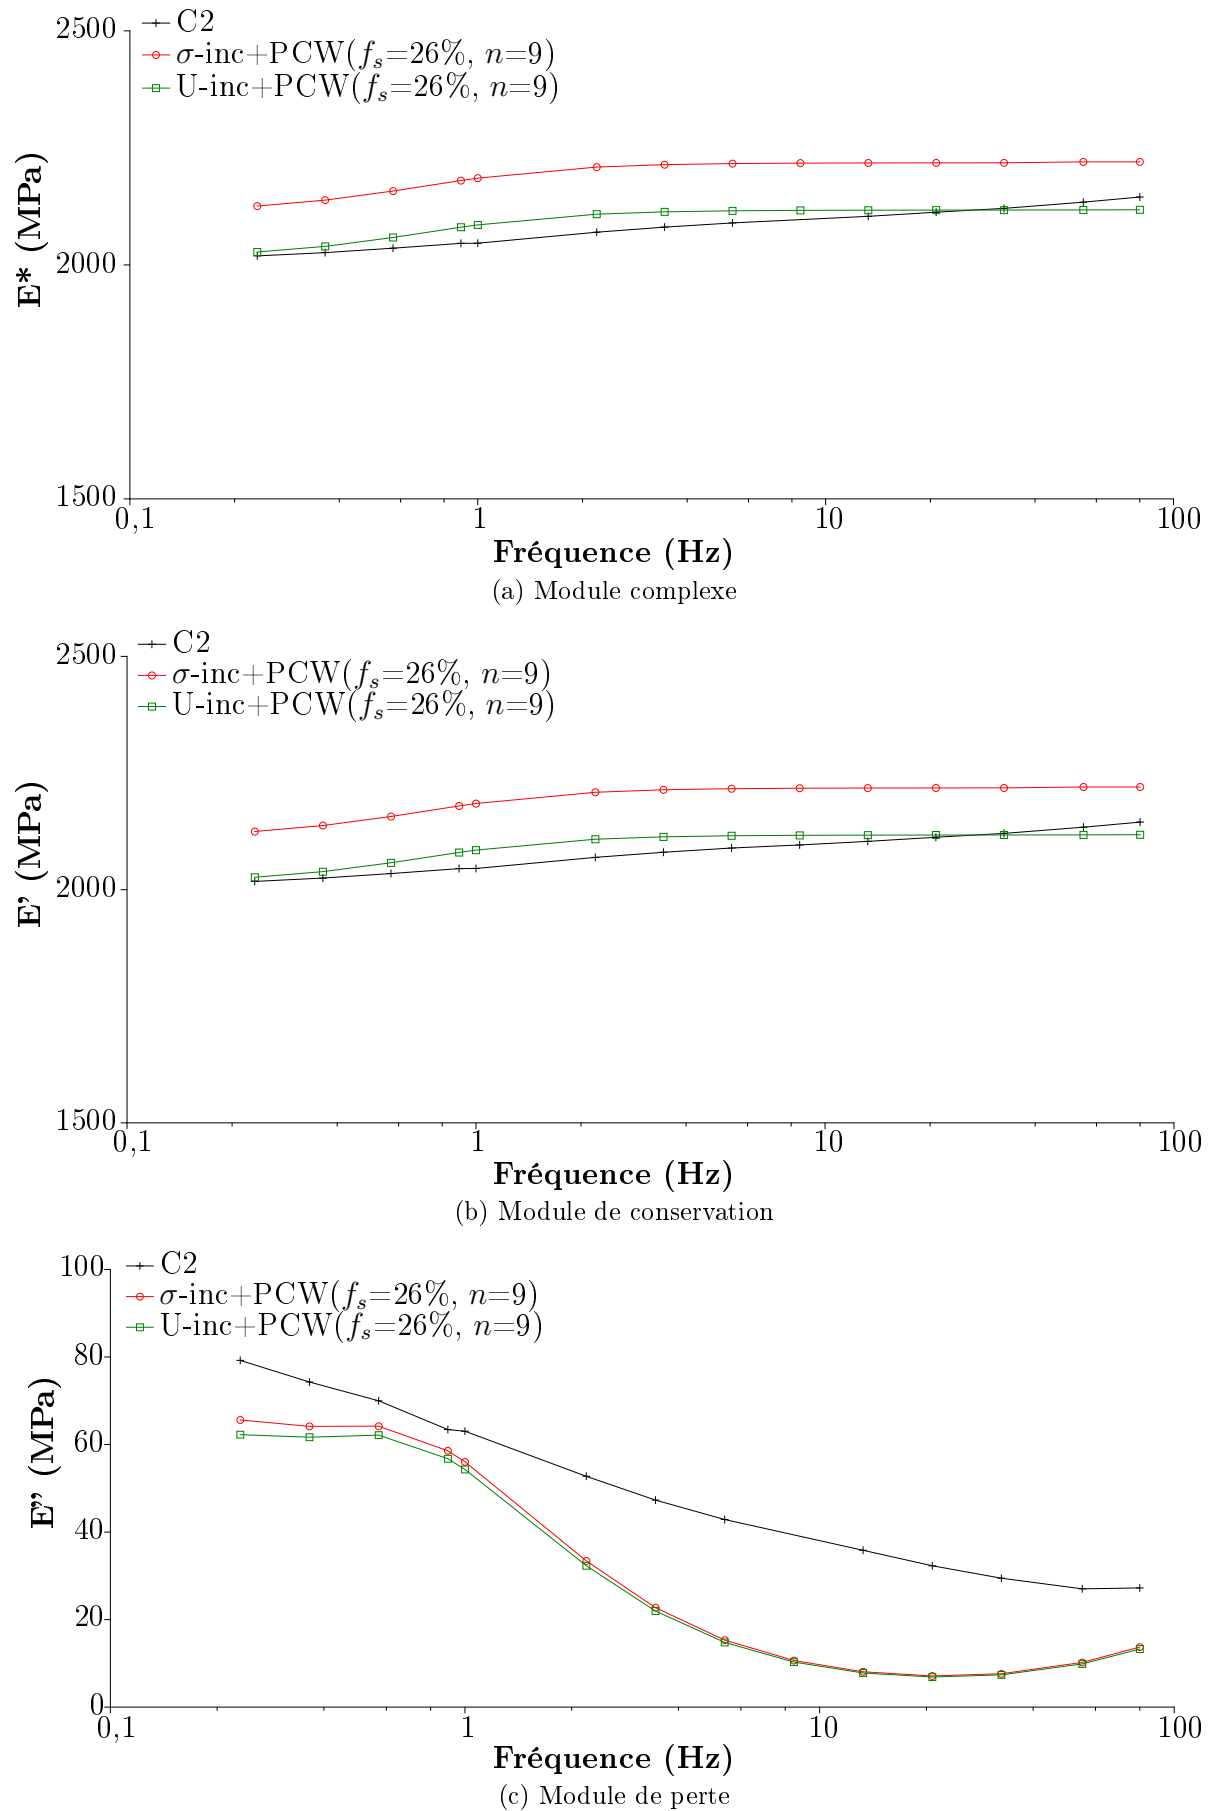 2500
C2
σ-inc+PCW(fₛ=26%, n=9)
U-inc+PCW(fₛ=26%, n=9)
E* (MPa)
2000
1500
0,1 1 10 100
Fréquence (Hz)
(a) Module complexe
2500
C2
σ-inc+PCW(fₛ=26%, n=9)
U-inc+PCW(fₛ=26%, n=9)
E' (MPa)
2000
1500
0,1 1 10 100
Fréquence (Hz)
(b) Module de conservation
100
C2
σ-inc+PCW(fₛ=26%, n=9)
U-inc+PCW(fₛ=26%, n=9)
80
E” (MPa)
60
40
20
0
0,1 1 10 100
Fréquence (Hz)
(c) Module de perte